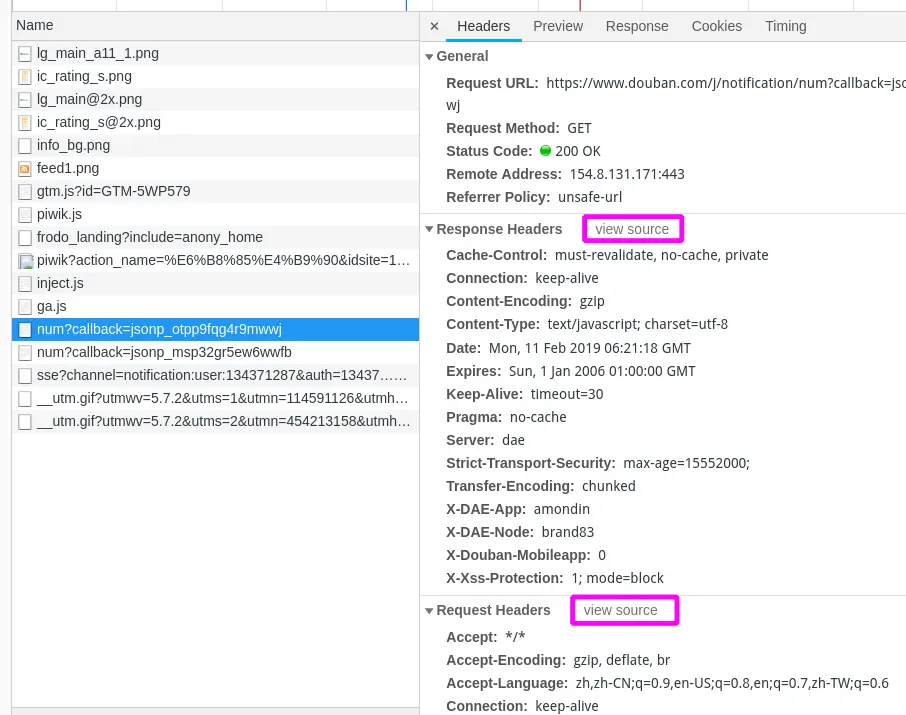 Name
lg_main_a11_1.png
ic_rating_s.png
lg_main@2x.png
ic_rating_s@2x.png
info_bg.png
feed1.png
gtm.js?id=GTM-5WP579
piwik.js
frodo_landing?include=anony_home
piwik?action_name=%E6%B8%85%E4%B9%90&idsite=1…
inject.js
ga.js
num?callback=jsonp_otpp9fqg4r9mwwj
num?callback=jsonp_msp32gr5ew6wwfb
sse?channel=notification:user:134371287&auth=13437……
__utm.gif?utmwv=5.7.2&utms=1&utmn=114591126&utmh…
__utm.gif?utmwv=5.7.2&utms=2&utmn=454213158&utmh…
× Headers Preview Response Cookies Timing
General
Request URL: https://www.douban.com/j/notification/num?callback=jso
wj
Request Method: GET
Status Code: 200 OK
Remote Address: 154.8.131.171:443
Referrer Policy: unsafe-url
Response Headers view source
Cache-Control: must-revalidate, no-cache, private
Connection: keep-alive
Content-Encoding: gzip
Content-Type: text/javascript; charset=utf-8
Date: Mon, 11 Feb 2019 06:21:18 GMT
Expires: Sun, 1 Jan 2006 01:00:00 GMT
Keep-Alive: timeout=30
Pragma: no-cache
Server: dae
Strict-Transport-Security: max-age=15552000;
Transfer-Encoding: chunked
X-DAE-App: amondin
X-DAE-Node: brand83
X-Douban-Mobileapp: 0
X-Xss-Protection: 1; mode=block
Request Headers view source
Accept: */*
Accept-Encoding: gzip, deflate, br
Accept-Language: zh,zh-CN;q=0.9,en-US;q=0.8,en;q=0.7,zh-TW;q=0.6
Connection: keep-alive